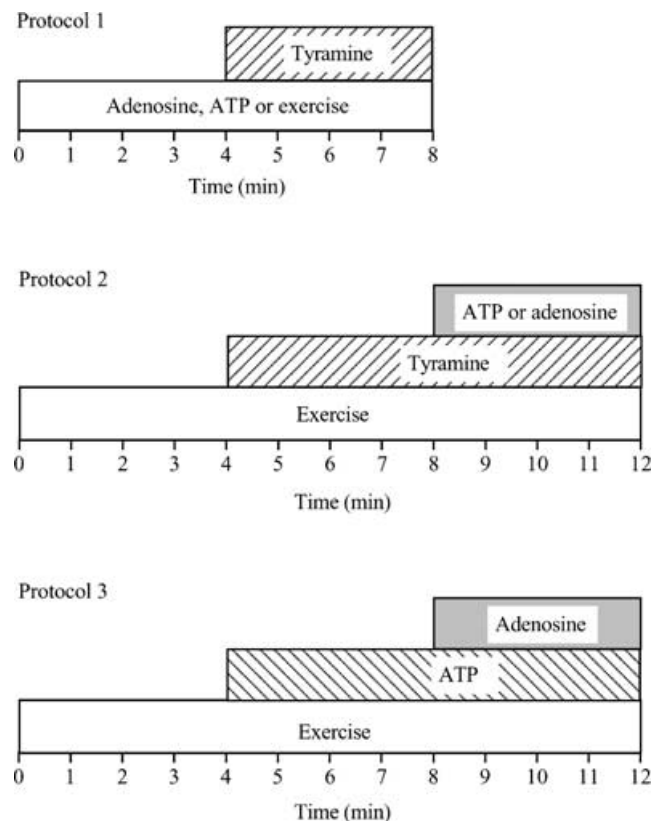 Protocol 1
Tyramine
Adenosine, ATP or exercise
0 1 2 3 4 5 6 7 8
Time (min)
Protocol 2
ATP or adenosine
Tyramine
Exercise
0 1 2 3 4 5 6 7 8 9 10 11 12
Time (min)
Protocol 3
Adenosine
ATP
Exercise
0 1 2 3 4 5 6 7 8 9 10 11 12
Time (min)